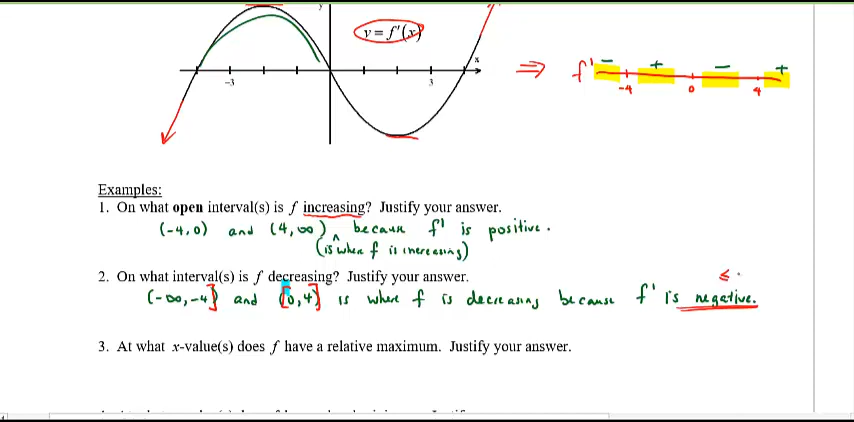 y
y = f'(x)
x
-3
3
⇒ f' - + - +
-4 0 4
Examples:
1. On what open interval(s) is f increasing? Justify your answer.
(-4,0) and (4,∞) ^ because f' is positive.
(is when f is increasing)
2. On what interval(s) is f decreasing? Justify your answer.
≤
(-∞,-4] and [0,4] is where f is decreasing because f' is negative.
3. At what x-value(s) does f have a relative maximum. Justify your answer.